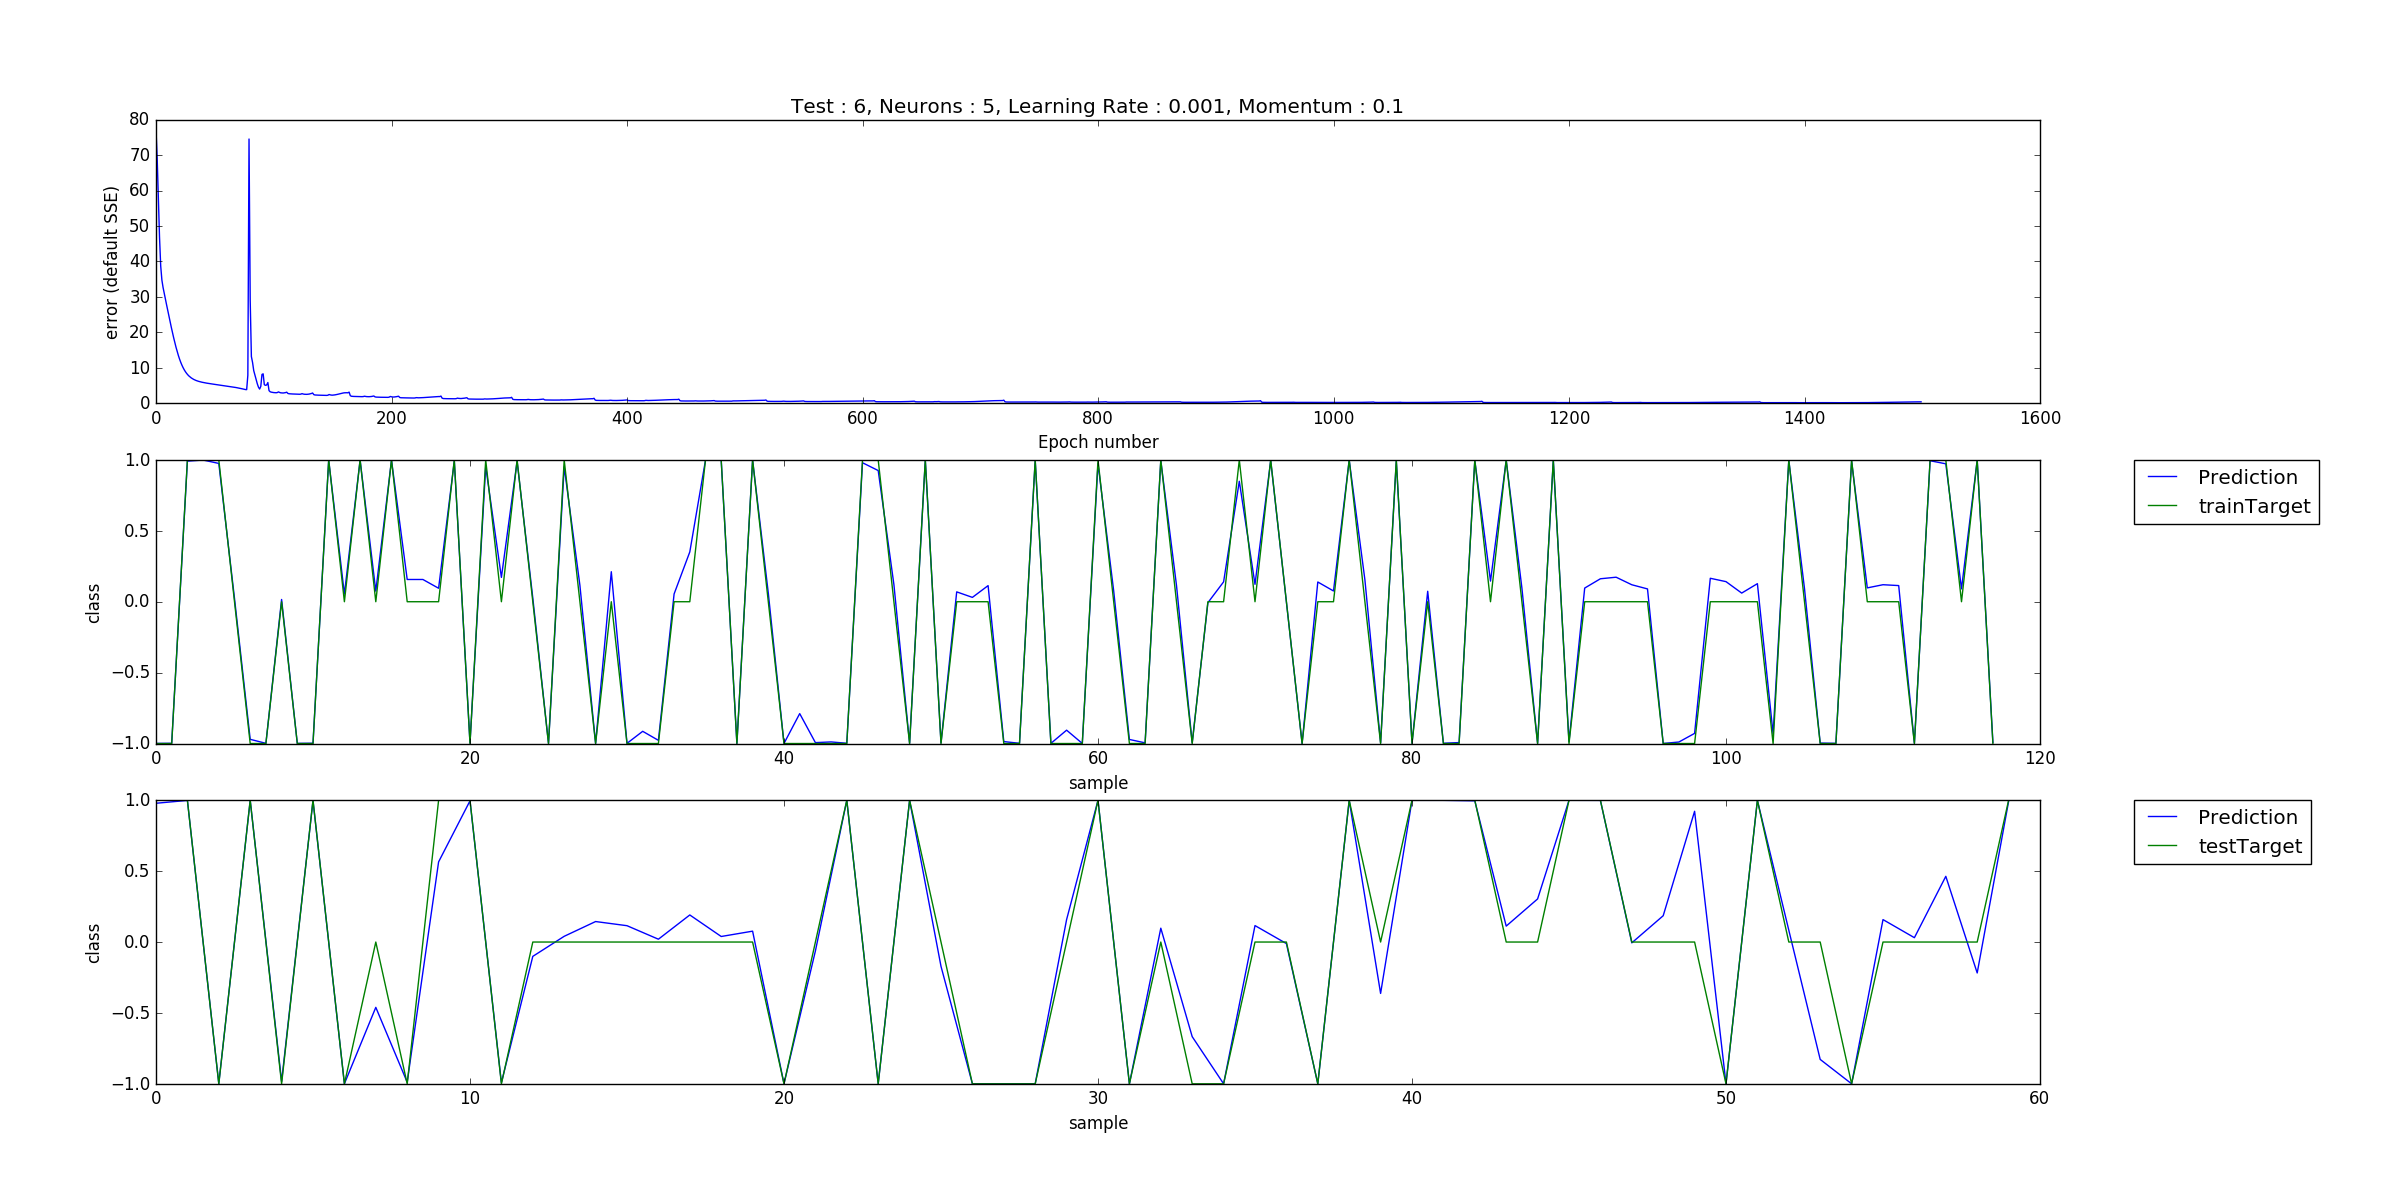 Test : 6, Neurons : 5, Learning Rate : 0.001, Momentum : 0.1
error (default SSE)
80
70
60
50
40
30
20
10
0
0 200 400 600 800 1000 1200 1400 1600
Epoch number
class
1.0
0.5
0.0
−0.5
−1.0
0 20 40 60 80 100 120
sample
Prediction
trainTarget
class
1.0
0.5
0.0
−0.5
−1.0
0 10 20 30 40 50 60
sample
Prediction
testTarget